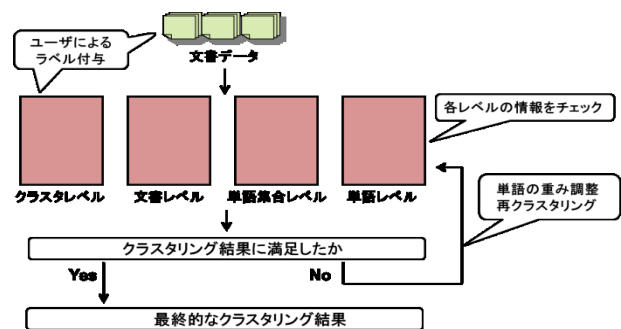 ユーザによる
ラベル付与
文書データ
各レベルの情報をチェック
クラスタレベル
文書レベル
単語集合レベル
単語レベル
単語の重み調整
再クラスタリング
クラスタリング結果に満足したか
Yes
No
最終的なクラスタリング結果